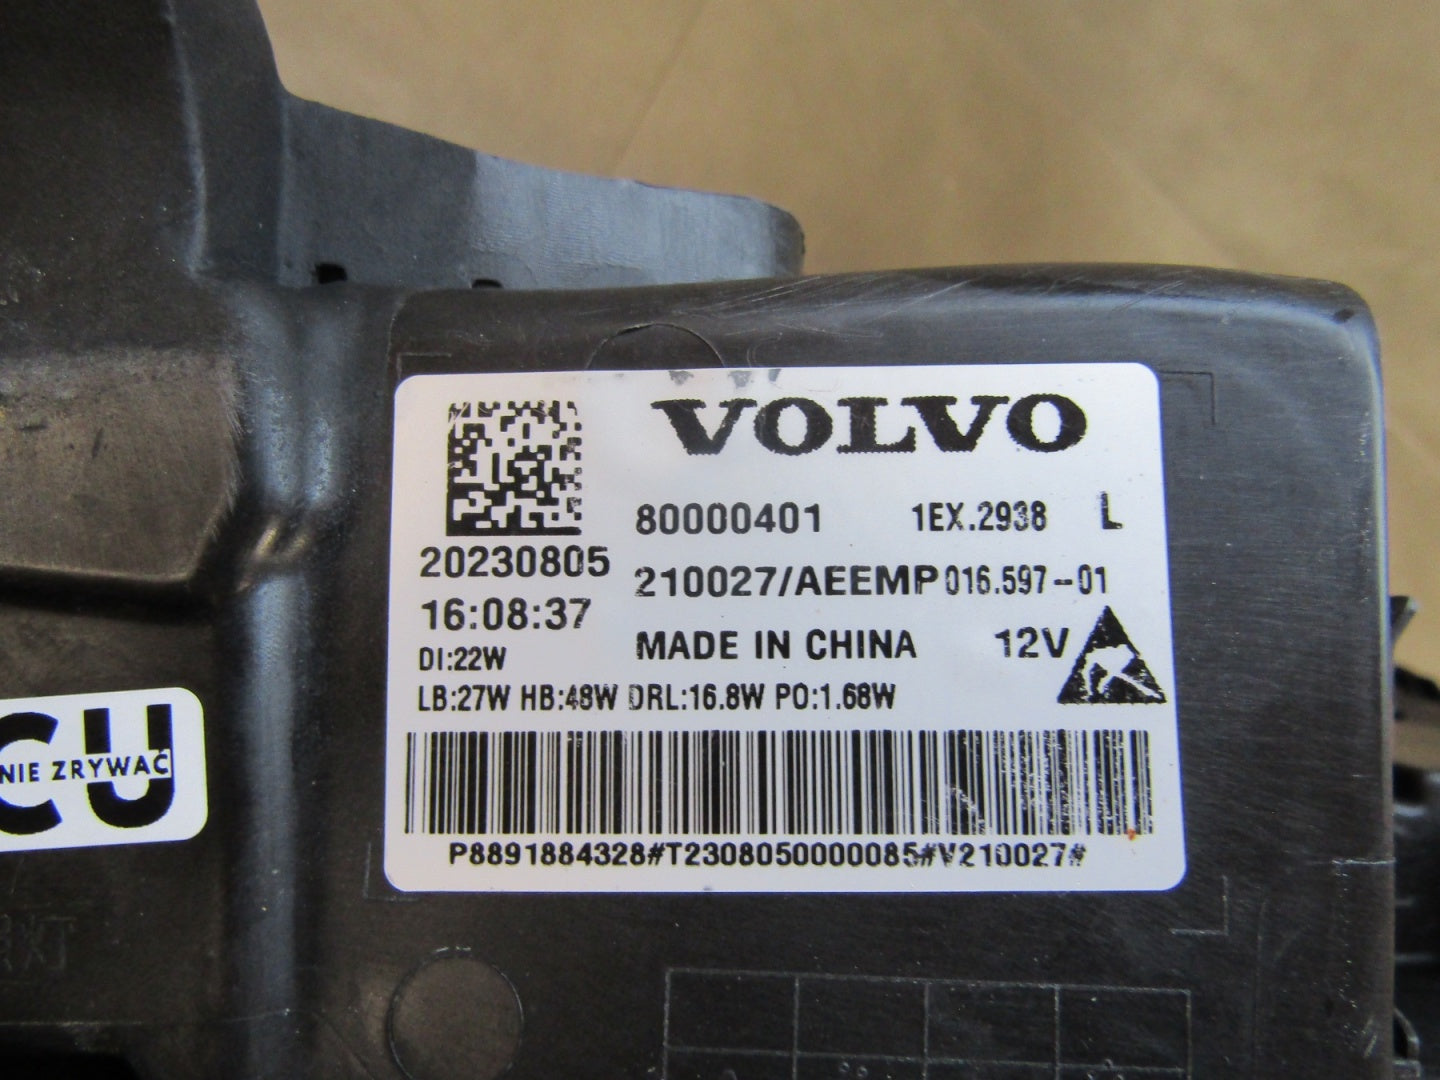 VOLVO
80000401 1EX.2938 L
20230805
210027/AEEMP 016.597-01
16:08:37
MADE IN CHINA 12V
DI:22W
LB:27W HB:48W DRL:16.8W PO:1.68W
P8891884328#T2308050000085#V210027#
CU
NIE ZRYWAĆ